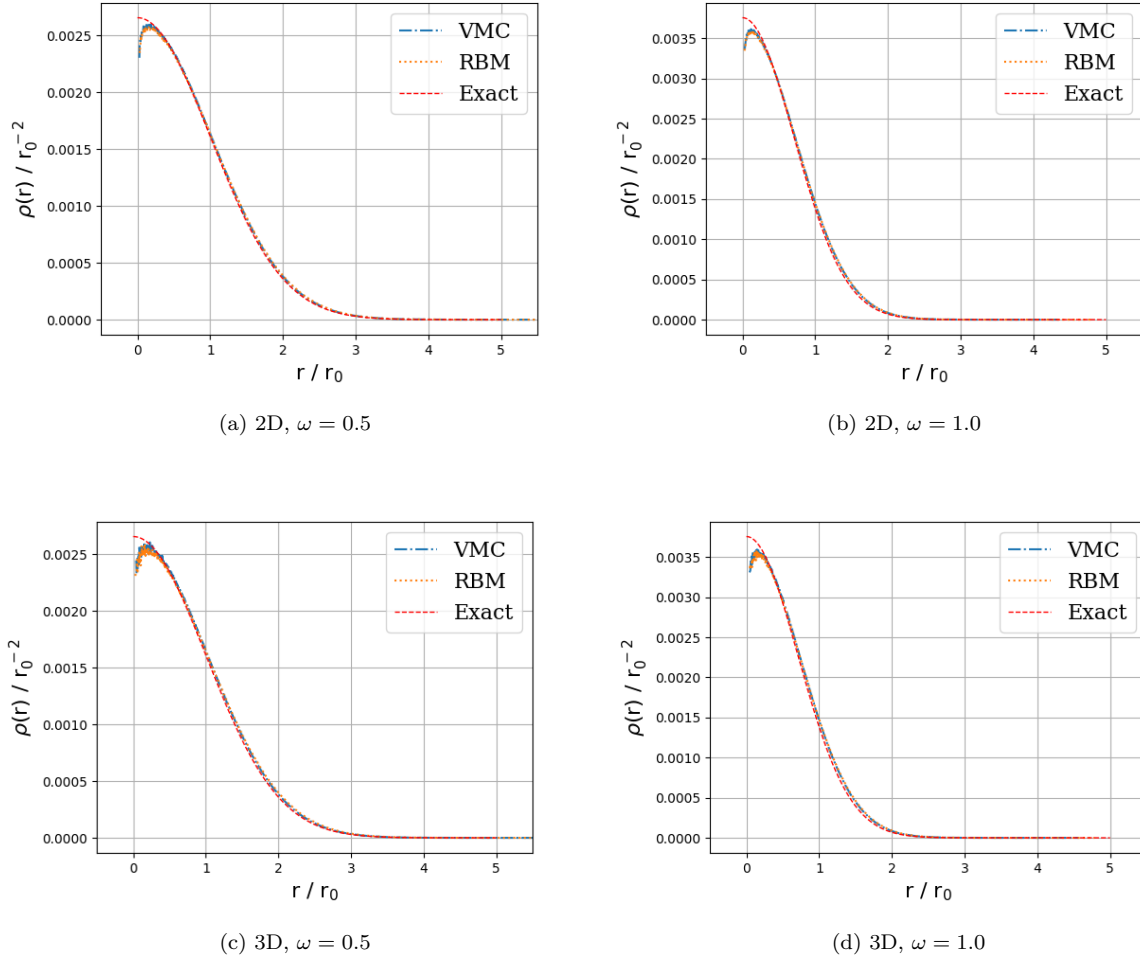 0.0025
0.0020
0.0015
0.0010
0.0005
0.0000
ρ(r) / r₀⁻²
0 1 2 3 4 5
r / r₀
VMC
RBM
Exact
(a) 2D, ω = 0.5
0.0035
0.0030
0.0025
0.0020
0.0015
0.0010
0.0005
0.0000
ρ(r) / r₀⁻²
0 1 2 3 4 5
r / r₀
VMC
RBM
Exact
(b) 2D, ω = 1.0
0.0025
0.0020
0.0015
0.0010
0.0005
0.0000
ρ(r) / r₀⁻²
0 1 2 3 4 5
r / r₀
VMC
RBM
Exact
(c) 3D, ω = 0.5
0.0035
0.0030
0.0025
0.0020
0.0015
0.0010
0.0005
0.0000
ρ(r) / r₀⁻²
0 1 2 3 4 5
r / r₀
VMC
RBM
Exact
(d) 3D, ω = 1.0